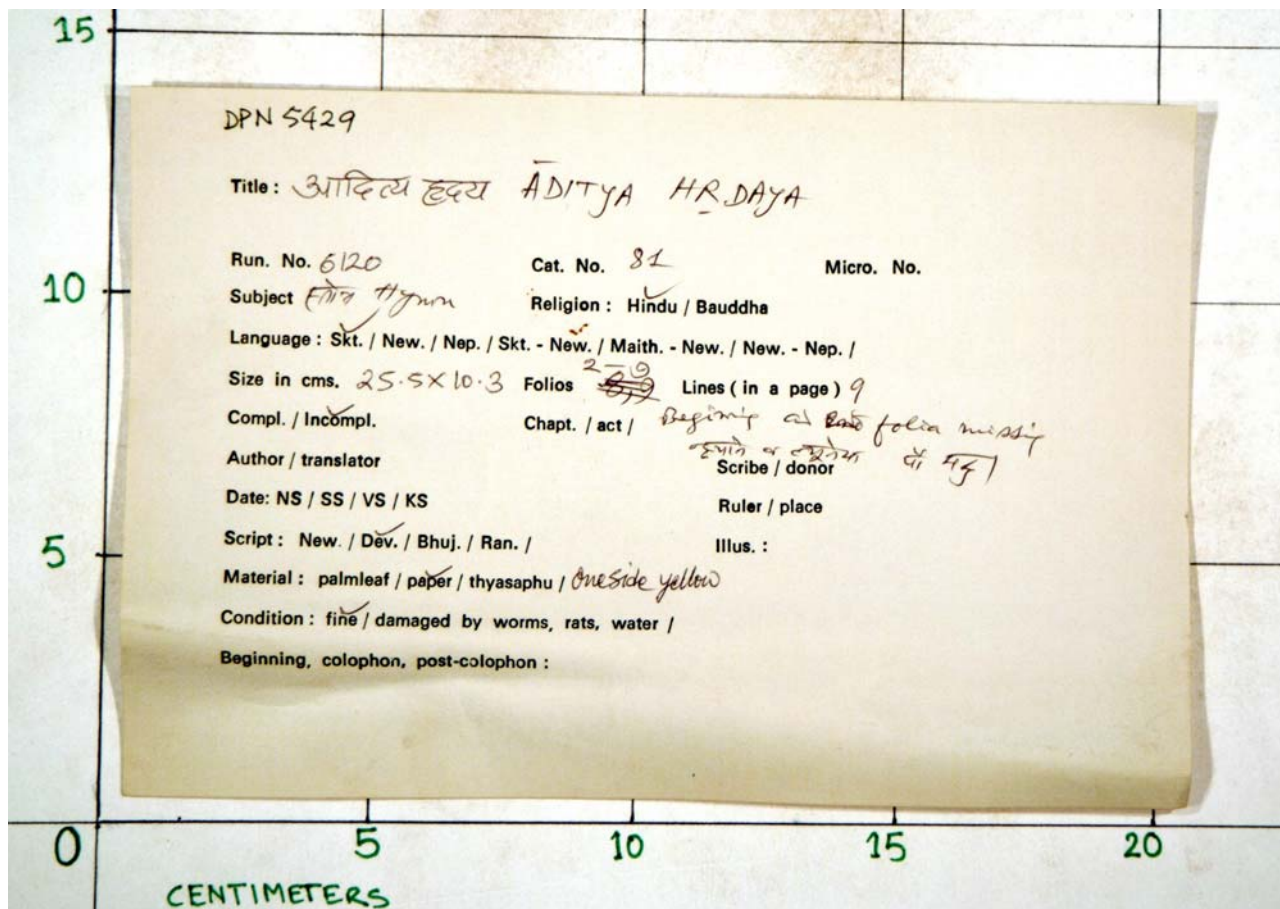 15
DPN 5429
Title : आदित्य हृदय ĀDITYA HṚDAYA
Run. No. 6120 Cat. No. 81 Micro. No.
10
Subject स्तोत्र Hymn Religion : Hindu / Bauddha
Language : Skt. / New. / Nep. / Skt. - New. / Maith. - New. / New. - Nep. /
Size in cms. 25.5 X 10.3 Folios 2-9 Lines ( in a page ) 9
Compl. / Incompl. Chapt. / act / Begining folia missing
Author / translator Scribe / donor
Date: NS / SS / VS / KS Ruler / place
5
Script : New. / Dev. / Bhuj. / Ran. / Illus. :
Material : palmleaf / paper / thyasaphu / One side yellow
Condition : fine / damaged by worms, rats, water /
Beginning, colophon, post-colophon :
0 5 10 15 20
CENTIMETERS